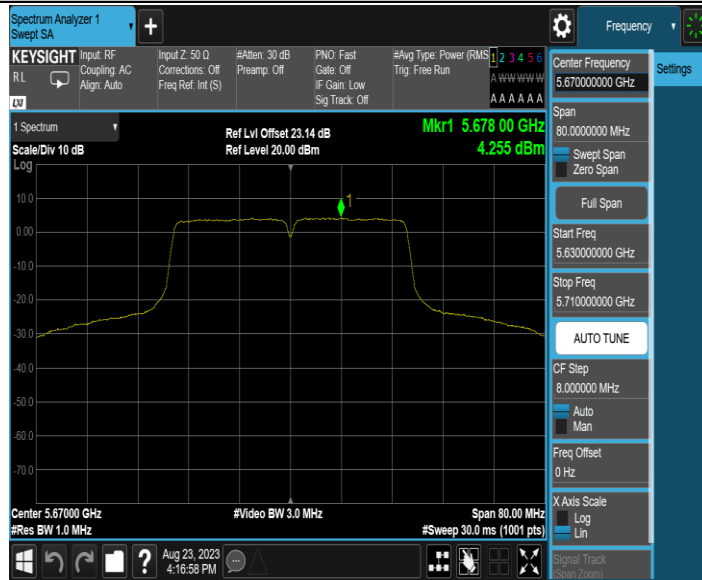 Spectrum Analyzer 1
Swept SA
Frequency
KEYSIGHT
RL
LXI
Input: RF
Coupling: AC
Align: Auto
Input Z: 50 Ω
Corrections: Off
Freq Ref: Int (S)
#Atten: 30 dB
Preamp: Off
PNO: Fast
Gate: Off
IF Gain: Low
Sig Track: Off
#Avg Type: Power (RMS
Trig: Free Run
1 2 3 4 5 6
A W W W W W
A A A A A A
1 Spectrum
Scale/Div 10 dB
Log
Ref Lvl Offset 23.14 dB
Ref Level 20.00 dBm
Mkr1 5.678 00 GHz
4.255 dBm
1
10.0
0.00
-10.0
-20.0
-30.0
-40.0
-50.0
-60.0
-70.0
Center 5.67000 GHz
#Res BW 1.0 MHz
#Video BW 3.0 MHz
Span 80.00 MHz
#Sweep 30.0 ms (1001 pts)
Center Frequency
5.670000000 GHz
Span
80.0000000 MHz
Swept Span
Zero Span
Full Span
Start Freq
5.630000000 GHz
Stop Freq
5.710000000 GHz
AUTO TUNE
CF Step
8.000000 MHz
Auto
Man
Freq Offset
0 Hz
X Axis Scale
Log
Lin
Signal Track
(Span Zoom)
Settings
?
Aug 23, 2023
4:16:58 PM